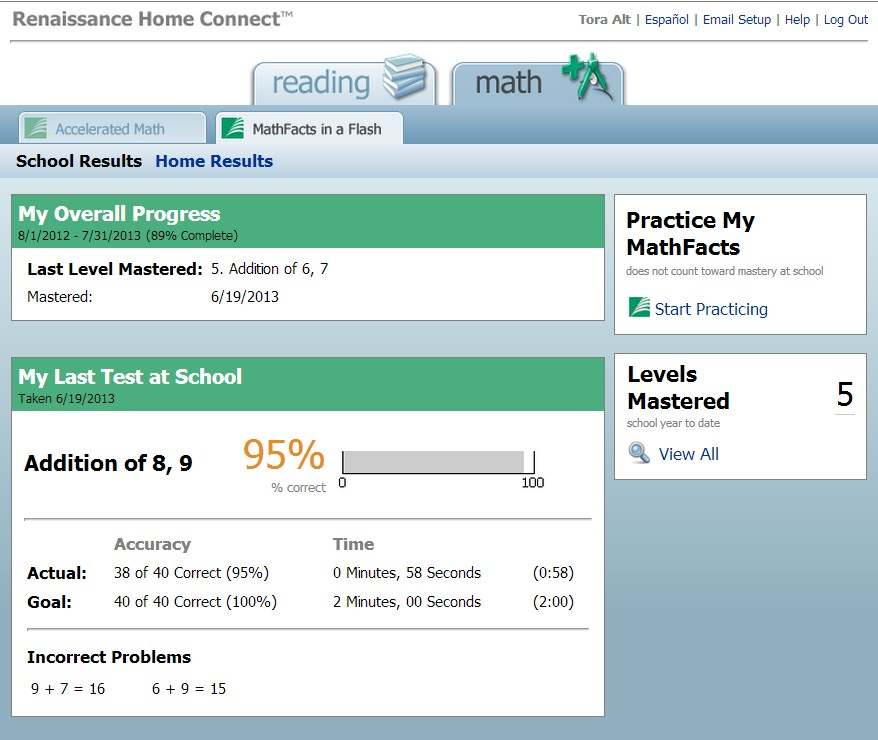 Renaissance Home Connect™
Tora Alt | Español | Email Setup | Help | Log Out
reading
math
Accelerated Math
MathFacts in a Flash
School Results Home Results
My Overall Progress
8/1/2012 - 7/31/2013 (89% Complete)
Last Level Mastered: 5. Addition of 6, 7
Mastered: 6/19/2013
Practice My
MathFacts
does not count toward mastery at school
Start Practicing
My Last Test at School
Taken 6/19/2013
Addition of 8, 9
95%
% correct
0
100
Accuracy Time
Actual: 38 of 40 Correct (95%) 0 Minutes, 58 Seconds (0:58)
Goal: 40 of 40 Correct (100%) 2 Minutes, 00 Seconds (2:00)
Incorrect Problems
9 + 7 = 16 6 + 9 = 15
Levels
Mastered
5
school year to date
View All